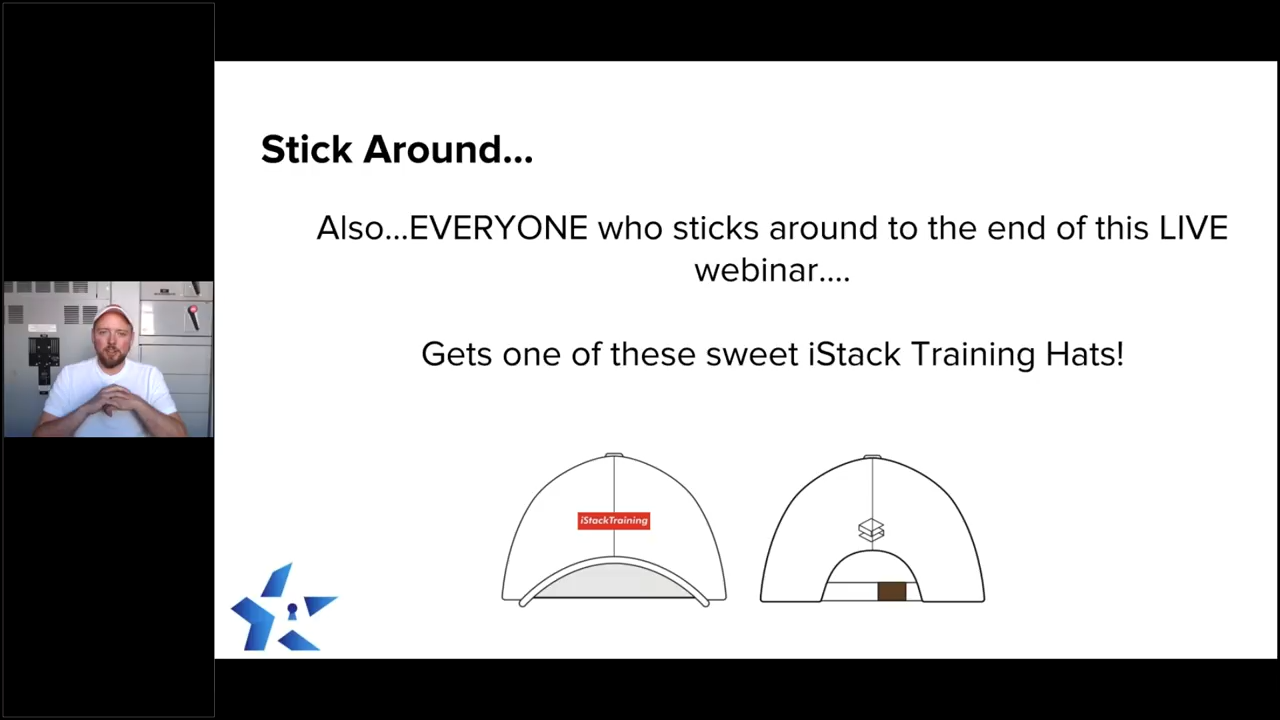 Stick Around...
Also...EVERYONE who sticks around to the end of this LIVE
webinar....
Gets one of these sweet iStack Training Hats!
iStackTraining